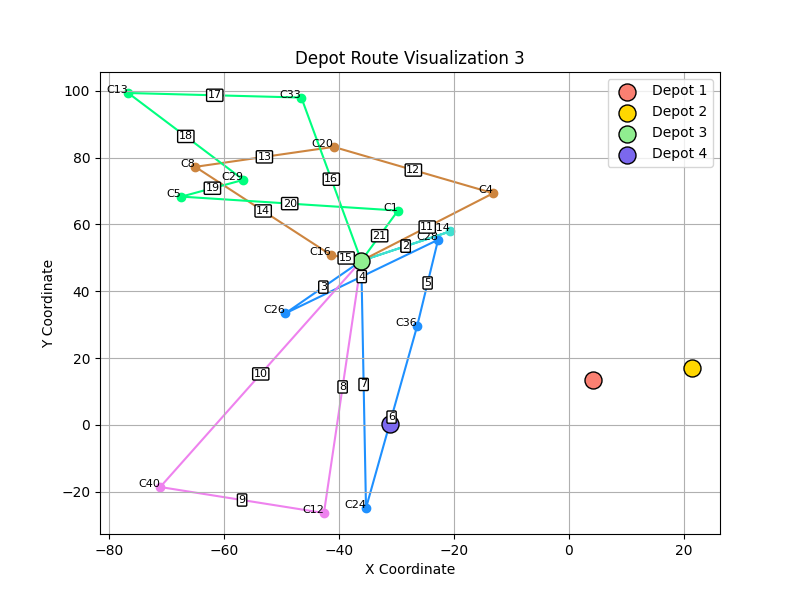 Depot Route Visualization 3
Depot 1
Depot 2
Depot 3
Depot 4
C13
17
C33
18
C20
C8
13
12
16
C29
19
C5
C4
20
14
C1
11
14
21
C28
2
C16
15
4
3
5
C26
C36
10
8
7
6
C40
9
C12
C24
100
80
60
40
20
0
−20
−80
−60
−40
−20
0
20
Y Coordinate
X Coordinate